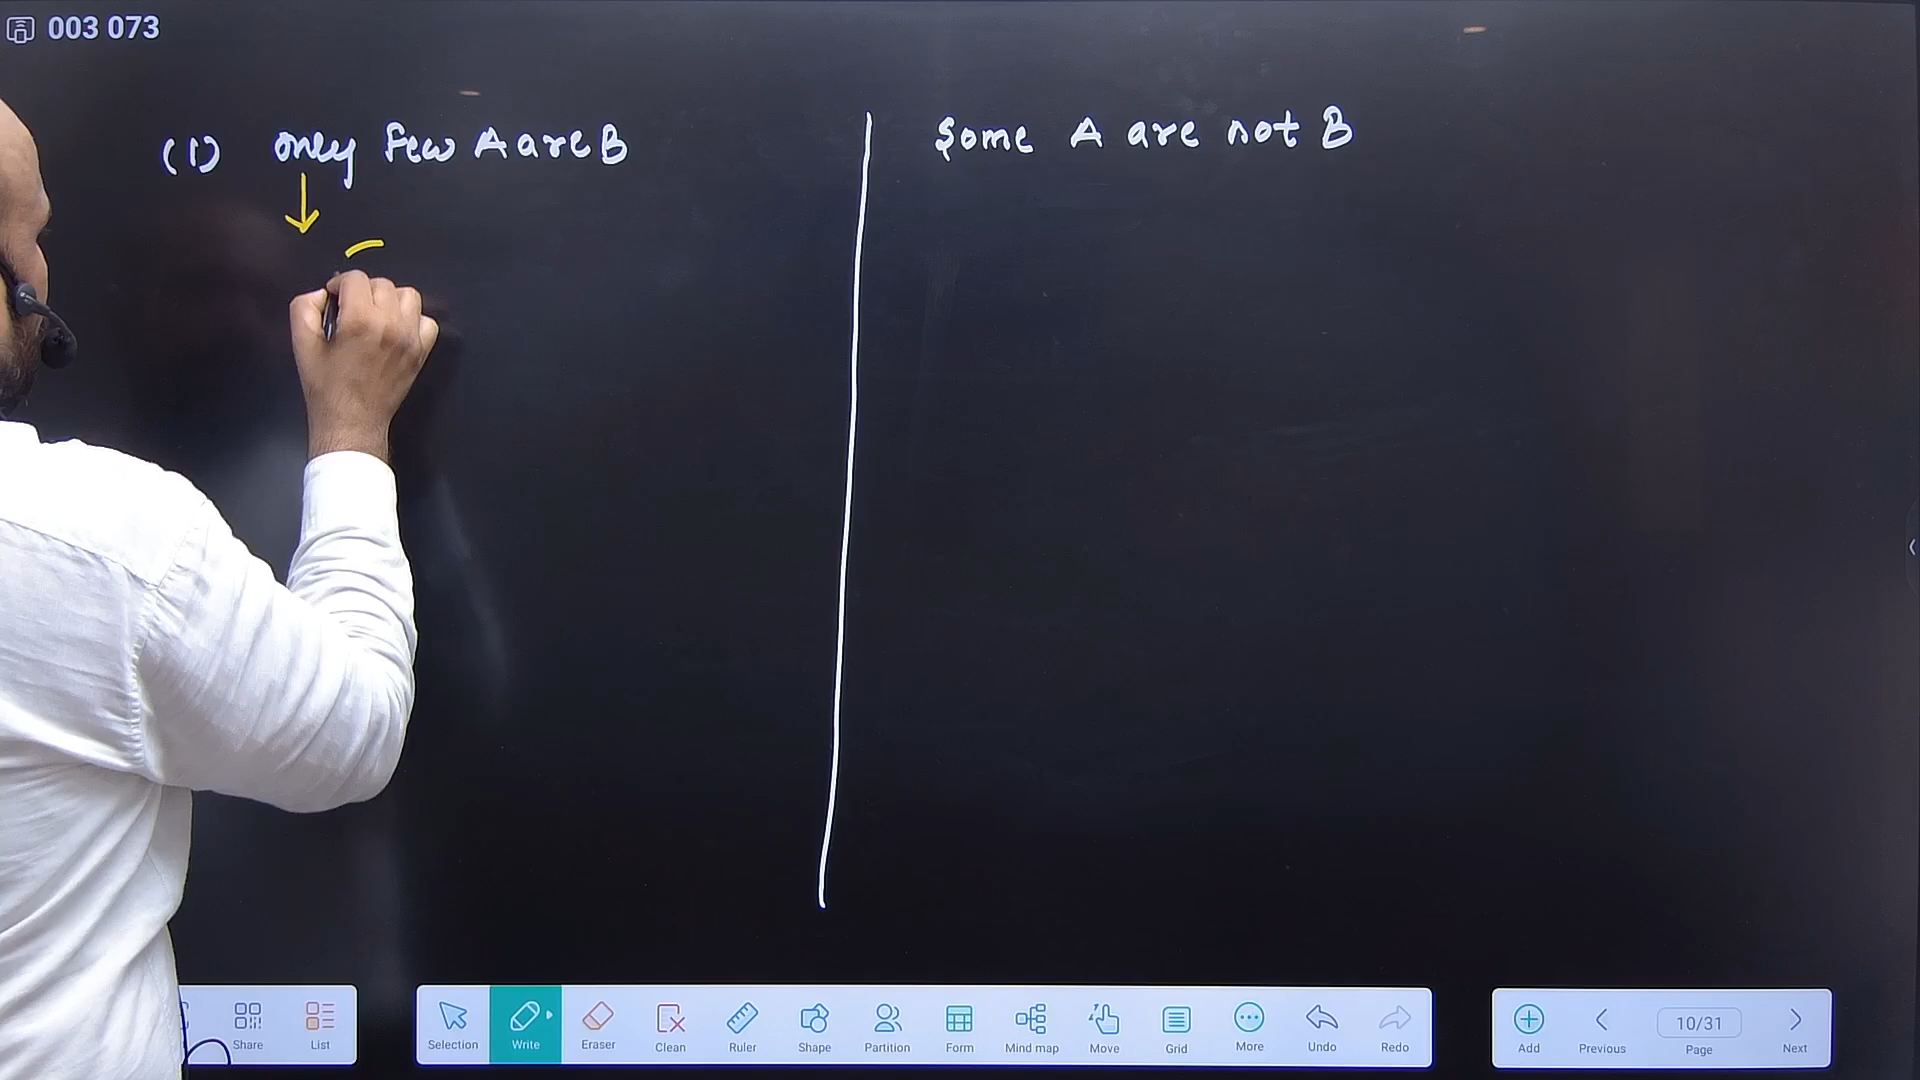 003 073
(1) only few A are B
Some A are not B
Share
List
Selection
Write
Eraser
Clean
Ruler
Shape
Partition
Form
Mind map
Move
Grid
More
Undo
Redo
Add
Previous
10/31
Page
Next